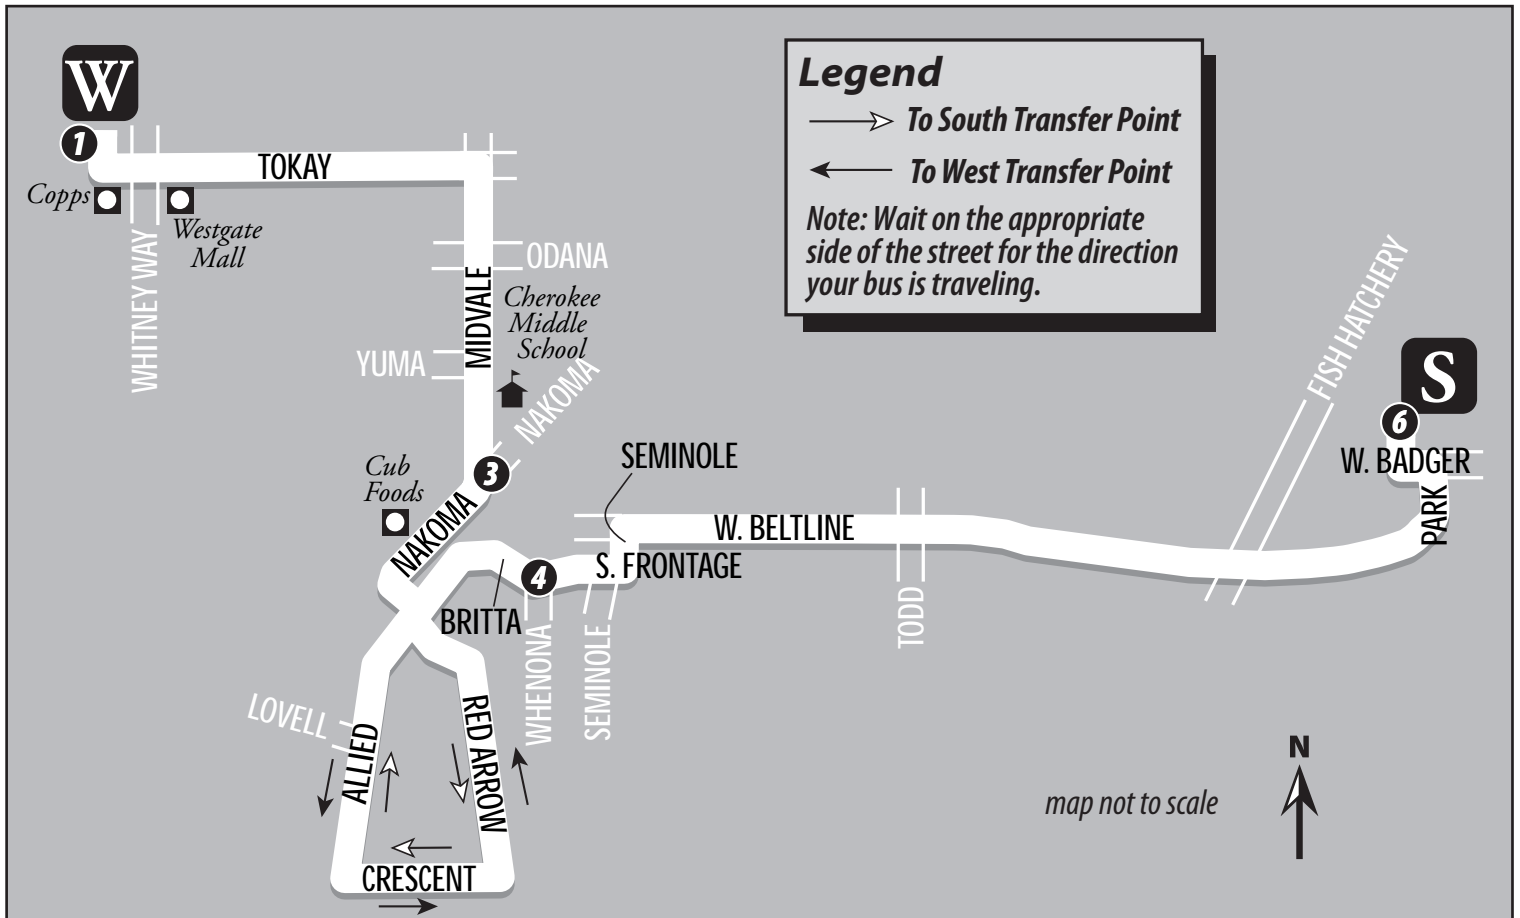 W
1
TOKAY
Copps
Westgate
Mall
WHITNEY WAY
ODANA
MIDVALE
Cherokee
Middle
School
YUMA
NAKOMA
3
Cub
Foods
NAKOMA
Legend
To South Transfer Point
To West Transfer Point
Note: Wait on the appropriate
side of the street for the direction
your bus is traveling.
FISH HATCHERY
S
6
W. BADGER
PARK
SEMINOLE
W. BELTLINE
S. FRONTAGE
4
BRITTA
WHENONA
SEMINOLE
TODD
LOVELL
ALLIED
RED ARROW
CRESCENT
map not to scale
N